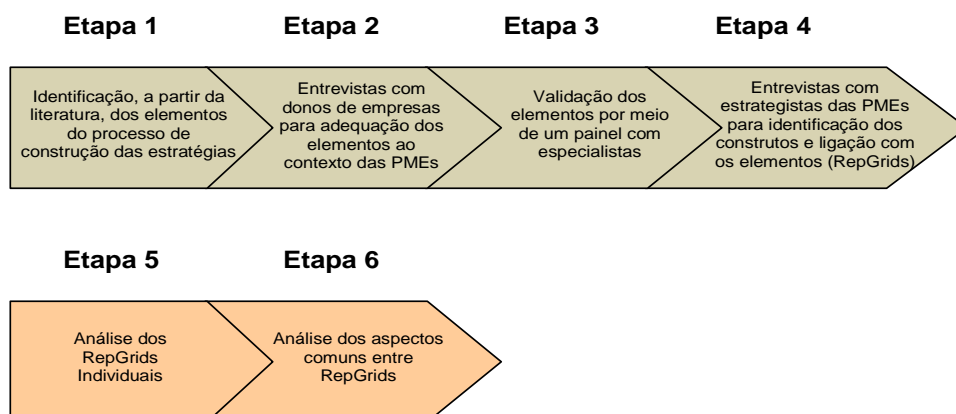 Etapa 1
Etapa 2
Etapa 3
Etapa 4
Identificação, a partir da
literatura, dos elementos
do processo de
construção das estratégias
Entrevistas com
donos de empresas
para adequação dos
elementos ao
contexto das PMEs
Validação dos
elementos por meio
de um painel com
especialistas
Entrevistas com
estrategistas das PMEs
para identificação dos
construtos e ligação com
os elementos (RepGrids)
Etapa 5
Etapa 6
Análise dos
RepGrids
Individuais
Análise dos aspectos
comuns entre
RepGrids